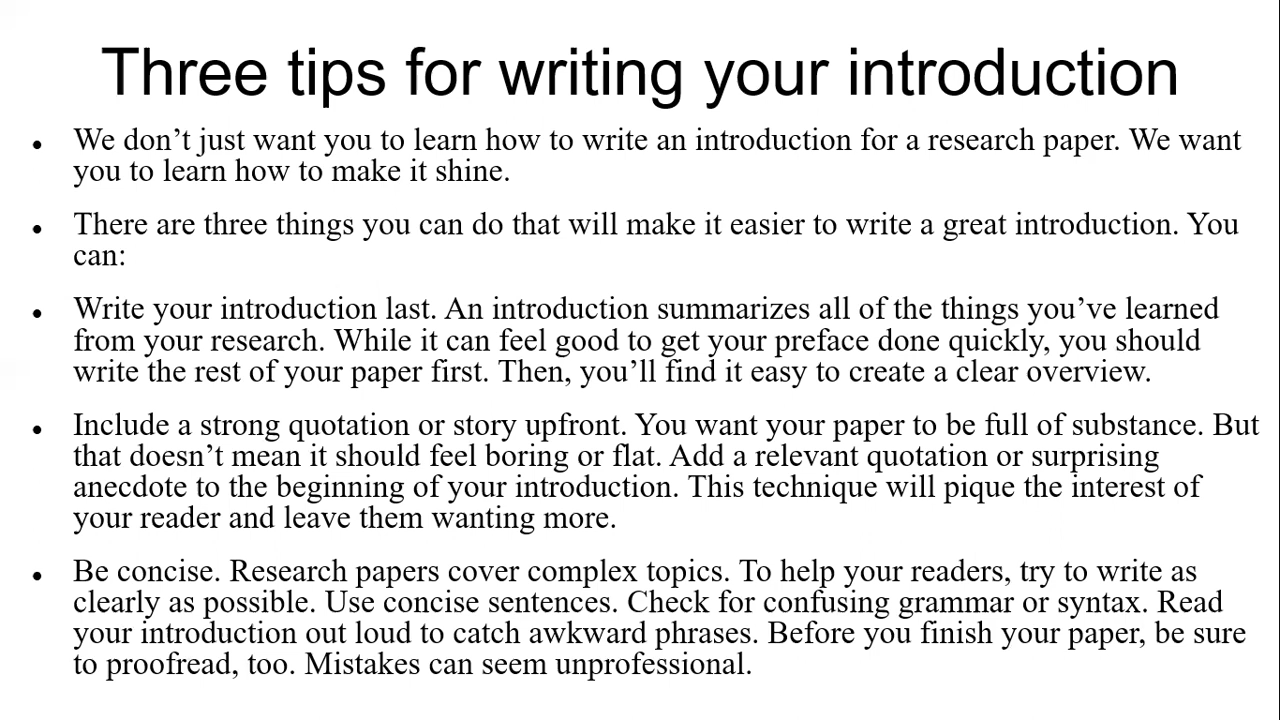 Three tips for writing your introduction
• We don’t just want you to learn how to write an introduction for a research paper. We want
you to learn how to make it shine.
• There are three things you can do that will make it easier to write a great introduction. You
can:
• Write your introduction last. An introduction summarizes all of the things you’ve learned
from your research. While it can feel good to get your preface done quickly, you should
write the rest of your paper first. Then, you’ll find it easy to create a clear overview.
• Include a strong quotation or story upfront. You want your paper to be full of substance. But
that doesn’t mean it should feel boring or flat. Add a relevant quotation or surprising
anecdote to the beginning of your introduction. This technique will pique the interest of
your reader and leave them wanting more.
• Be concise. Research papers cover complex topics. To help your readers, try to write as
clearly as possible. Use concise sentences. Check for confusing grammar or syntax. Read
your introduction out loud to catch awkward phrases. Before you finish your paper, be sure
to proofread, too. Mistakes can seem unprofessional.